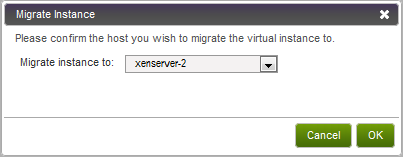 Migrate Instance
Please confirm the host you wish to migrate the virtual instance to.
Migrate instance to: xenserver-2
Cancel OK